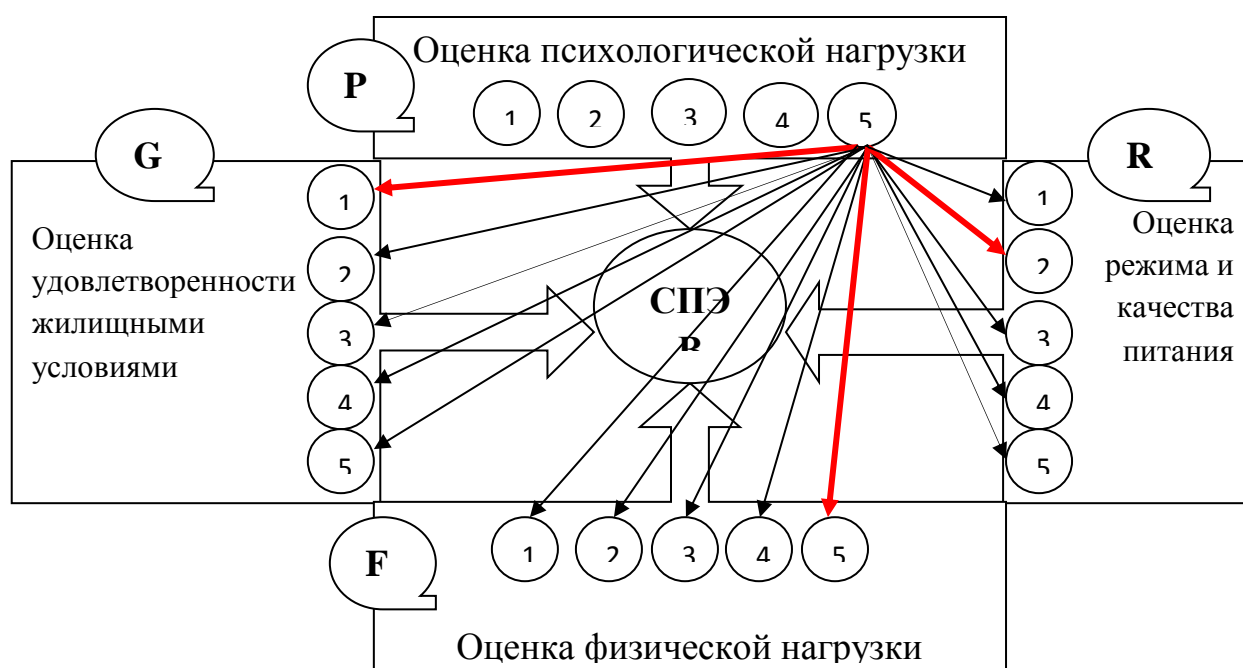 Оценка психологической нагрузки
P
1 2 3 4 5
G
R
1
2
3
4
5
Оценка
удовлетворенности
жилищными
условиями
СПЭ
1
2
3
4
5
Оценка
режима и
качества
питания
F
1 2 3 4 5
Оценка физической нагрузки